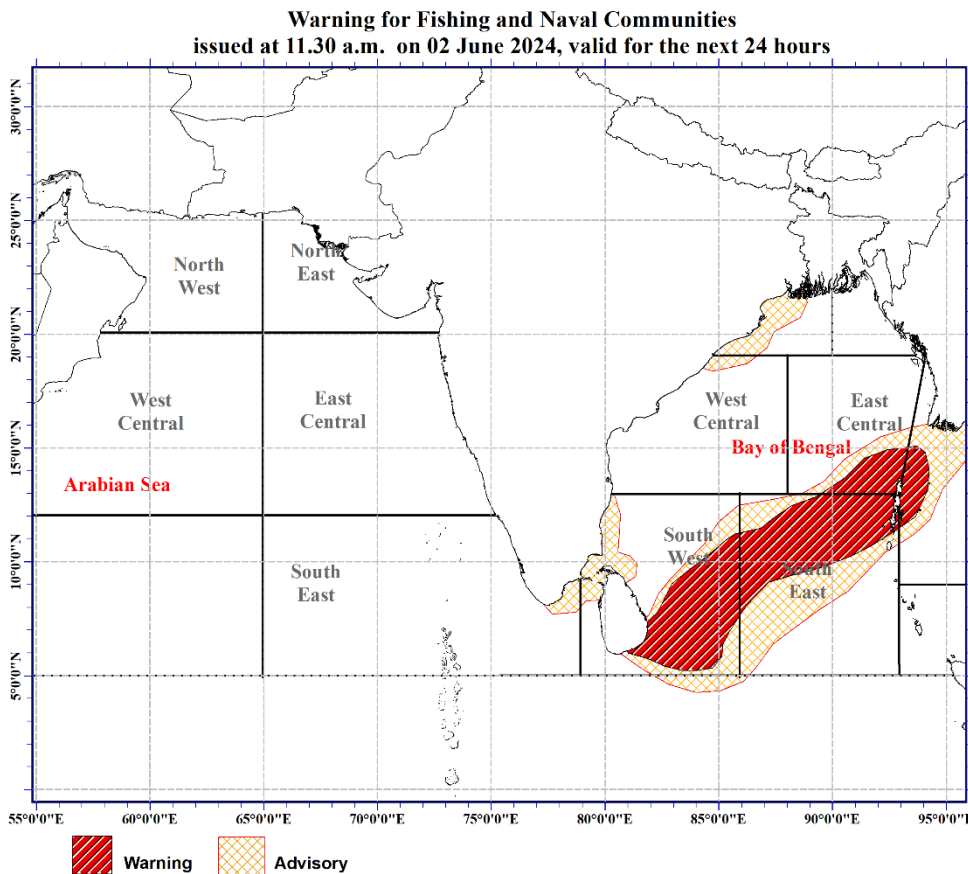 Warning for Fishing and Naval Communities
issued at 11.30 a.m. on 02 June 2024, valid for the next 24 hours
30°0'0"N
25°0'0"N
20°0'0"N
15°0'0"N
10°0'0"N
5°0'0"N
North
West
North
East
West
Central
East
Central
Arabian Sea
South
East
West
Central
East
Central
Bay of Bengal
South
West
South
East
55°0'0"E 60°0'0"E 65°0'0"E 70°0'0"E 75°0'0"E 80°0'0"E 85°0'0"E 90°0'0"E 95°0'0"E
Warning Advisory